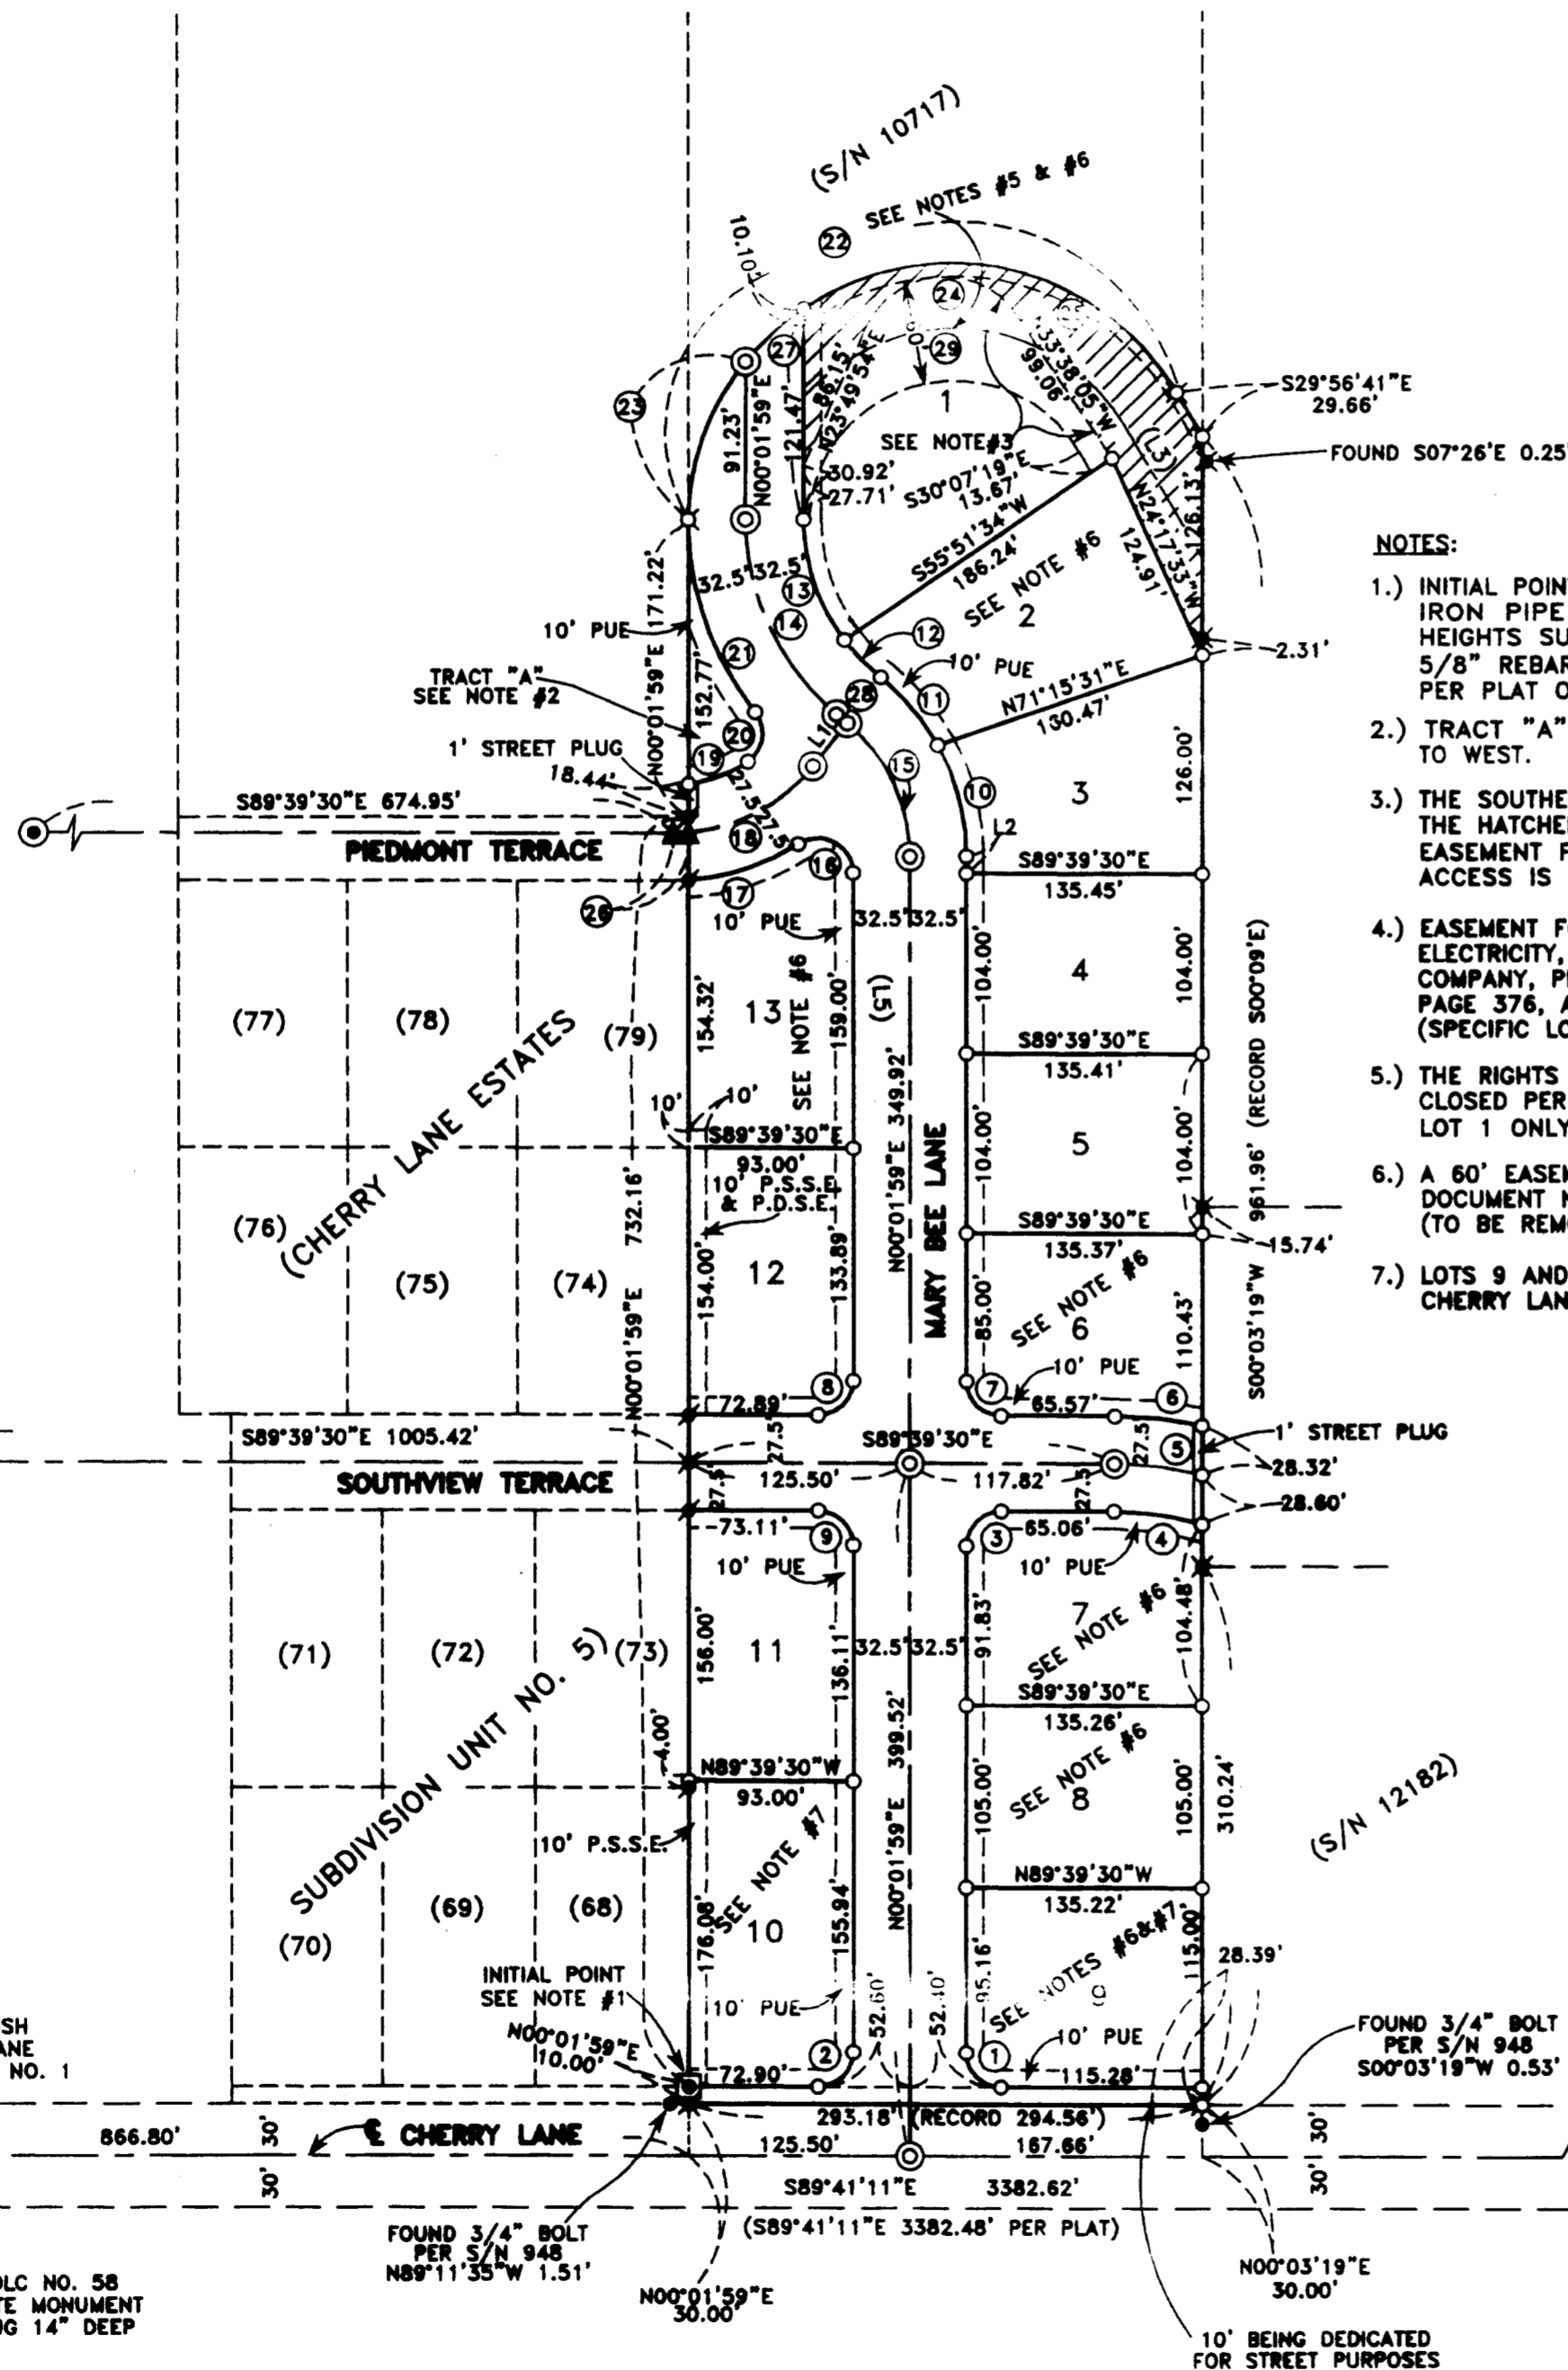 (S/N 10717)
SEE NOTES #5 & #6
22
10.10'
24
27
29
23
91.23'
N00°01'59"E
121.47'
86.15'
N23°49'54"E
1
33°38'05"W
99.06'
(L3)
S29°56'41"E
29.66'
FOUND S07°26'E 0.25'
SEE NOTE#3
30.92'
27.71'
S30°07'19"E
13.67'
S55°51'34"W
186.24'
N24°17'33"W
124.91'
126.13'
SEE NOTE #6
2
NOTES:
1.) INITIAL POIN
IRON PIPE
HEIGHTS SU
5/8" REBAR
PER PLAT O
2.) TRACT "A"
TO WEST.
3.) THE SOUTHE
THE HATCHE
EASEMENT F
ACCESS IS
4.) EASEMENT F
ELECTRICITY,
COMPANY, P
PAGE 376, A
(SPECIFIC LO
5.) THE RIGHTS
CLOSED PER
LOT 1 ONLY
6.) A 60' EASEM
DOCUMENT N
(TO BE REM
7.) LOTS 9 AND
CHERRY LAN
N00°01'59"E 171.22'
32.5' 32.5'
13
14
12
10' PUE
11
2.31'
N71°15'31"E
130.47'
10' PUE
21
TRACT "A"
SEE NOTE #2
152.77'
28
L1
20
19
1' STREET PLUG
18.44'
27.5'
27.5'
15
10
L2
3
126.00'
S89°39'30"E 674.95'
PIEDMONT TERRACE
18
16
17
26
S89°39'30"E
135.45'
10' PUE
32.5' 32.5'
(77)
(78)
(79)
(CHERRY LANE ESTATES
154.32'
13
SEE NOTE #6
159.00'
(L5)
N00°01'59"E 349.92'
MARY BEE LANE
104.00'
4
104.00'
S89°39'30"E
135.41'
S00°03'19"W 961.96' (RECORD S00°09'E)
10'
10'
S89°39'30"E
93.00'
104.00'
5
104.00'
10' P.S.S.E.
& P.D.S.E.
(76)
(75)
(74)
N00°01'59"E 732.16'
154.00'
12
133.89'
S89°39'30"E
135.37'
15.74'
85.00'
SEE NOTE #6
6
110.43'
10' PUE
8
7
6
72.89'
65.57'
S89°39'30"E 1005.42'
SOUTHVIEW TERRACE
27.5'
27.5'
S89°39'30"E
125.50'
117.82'
27.5'
27.5'
5
1' STREET PLUG
28.32'
28.60'
73.11'
9
10' PUE
3
65.06'
10' PUE
4
(71)
(72)
(73)
SUBDIVISION UNIT NO. 5)
156.00'
11
136.11'
32.5' 32.5'
91.83'
7
SEE NOTE #6
104.48'
S89°39'30"E
135.26'
4.00'
N89°39'30"W
93.00'
N00°01'59"E 399.52'
105.00'
SEE NOTE #6
8
105.00'
310.24'
(S/N 12182)
10' P.S.S.E.
(70)
(69)
(68)
176.08'
SEE NOTE #7
10
155.94'
N89°39'30"W
135.22'
95.16'
SEE NOTES #6&#7
9
115.00'
28.39'
INITIAL POINT
SEE NOTE #1
N00°01'59"E
10.00'
10' PUE
52.60'
52.40'
10' PUE
2
1
72.90'
115.28'
FOUND 3/4" BOLT
PER S/N 948
S00°03'19"W 0.53'
SH
ANE
NO. 1
293.18' (RECORD 294.56')
866.80'
30'
30'
℄ CHERRY LANE
125.50'
167.66'
30'
30'
S89°41'11"E 3382.62'
(S89°41'11"E 3382.48' PER PLAT)
FOUND 3/4" BOLT
PER S/N 948
N89°11'35"W 1.51'
N00°01'59"E
30.00'
N00°03'19"E
30.00'
DLC NO. 58
TE MONUMENT
NG 14" DEEP
10' BEING DEDICATED
FOR STREET PURPOSES